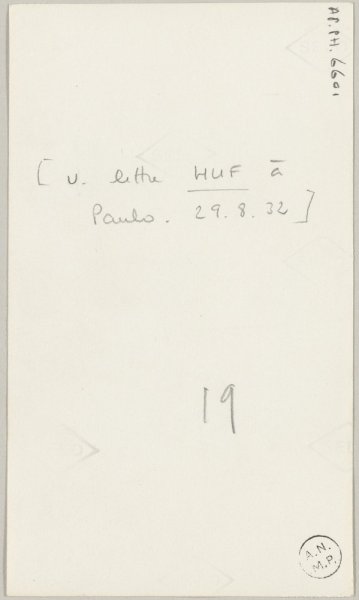 AP.PH. 6601
[ v. lettre HUF à
Paulo. 29.8.32 ]
19
A.N.
M.P.